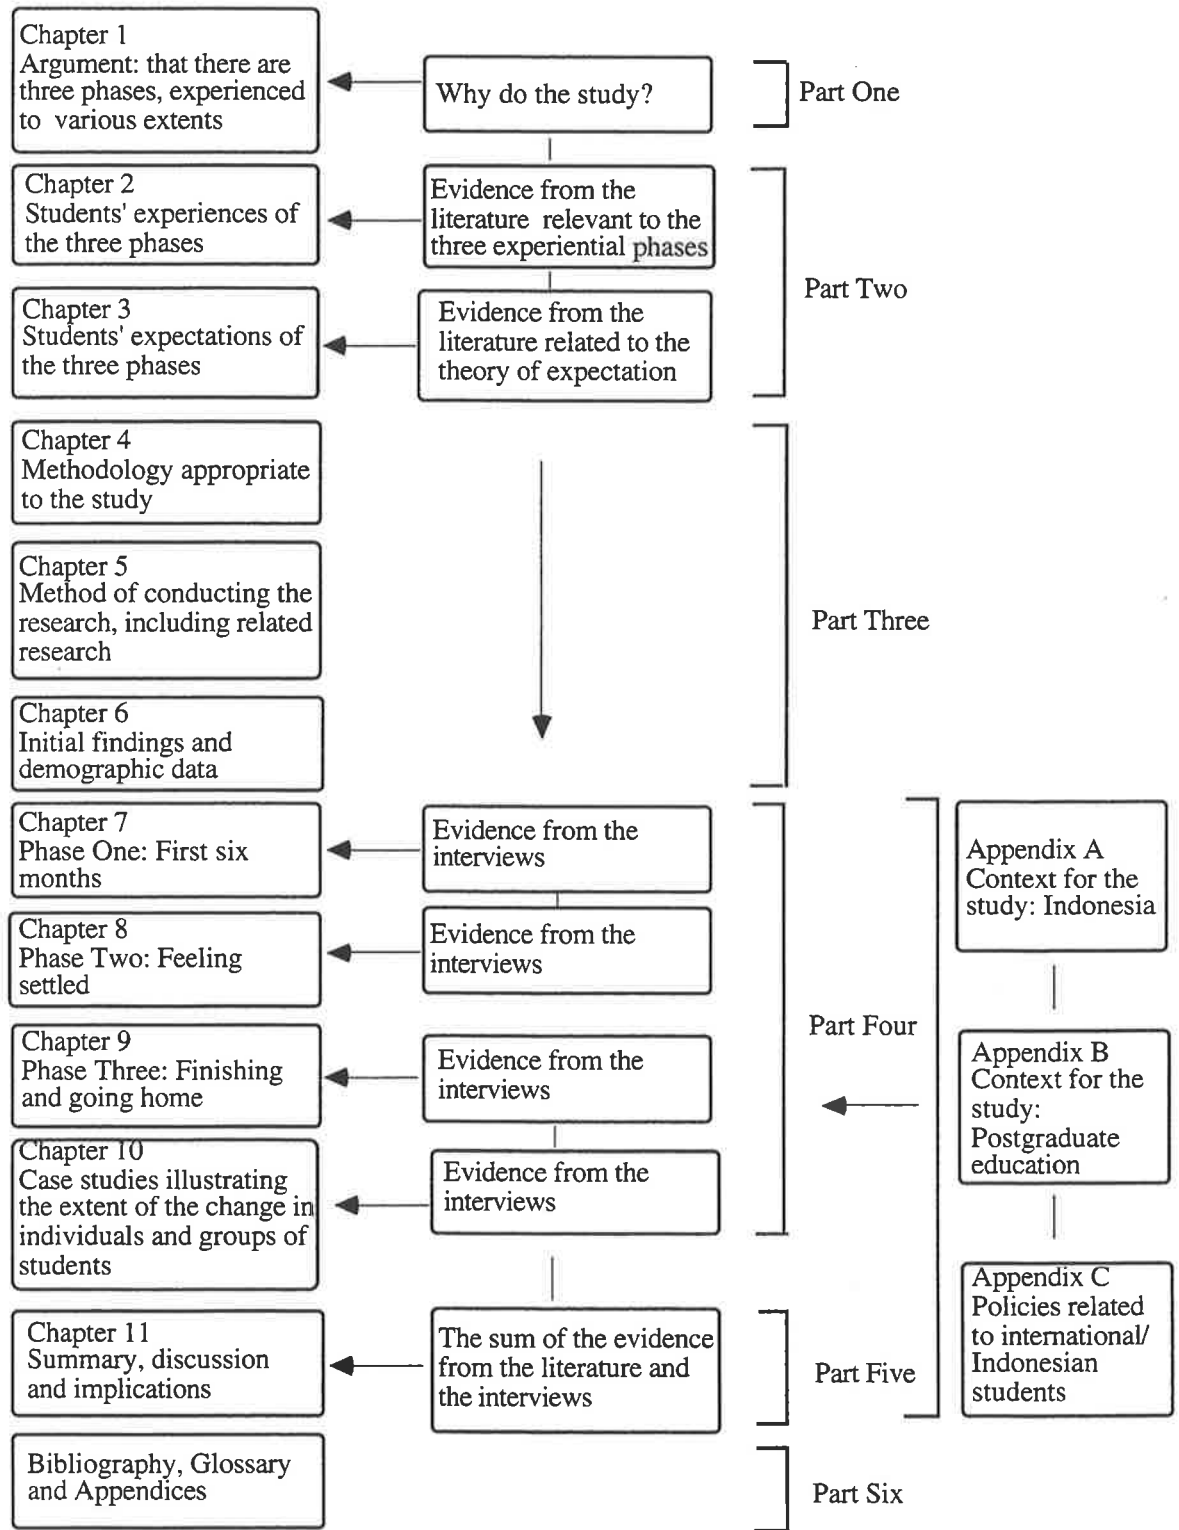 Chapter 1
Argument: that there are
three phases, experienced
to various extents
Why do the study?
Part One
Chapter 2
Students' experiences of
the three phases
Evidence from the
literature relevant to the
three experiential phases
Chapter 3
Students' expectations of
the three phases
Evidence from the
literature related to the
theory of expectation
Part Two
Chapter 4
Methodology appropriate
to the study
Chapter 5
Method of conducting the
research, including related
research
Chapter 6
Initial findings and
demographic data
Part Three
Chapter 7
Phase One: First six
months
Evidence from the
interviews
Chapter 8
Phase Two: Feeling
settled
Evidence from the
interviews
Chapter 9
Phase Three: Finishing
and going home
Evidence from the
interviews
Chapter 10
Case studies illustrating
the extent of the change in
individuals and groups of
students
Evidence from the
interviews
Part Four
Appendix A
Context for the
study: Indonesia
Appendix B
Context for the
study:
Postgraduate
education
Appendix C
Policies related
to international/
Indonesian
students
Chapter 11
Summary, discussion
and implications
The sum of the evidence
from the literature and
the interviews
Part Five
Bibliography, Glossary
and Appendices
Part Six